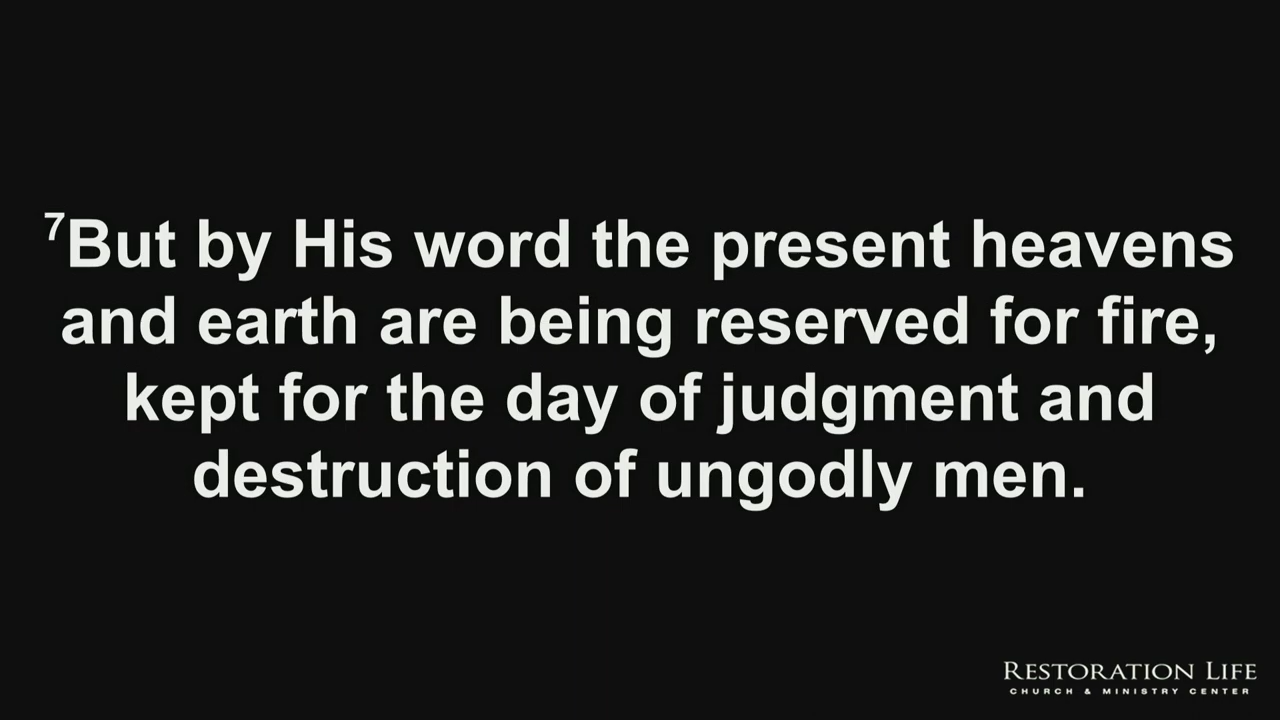 ⁷But by His word the present heavens
and earth are being reserved for fire,
kept for the day of judgment and
destruction of ungodly men.
RESTORATION LIFE
CHURCH & MINISTRY CENTER